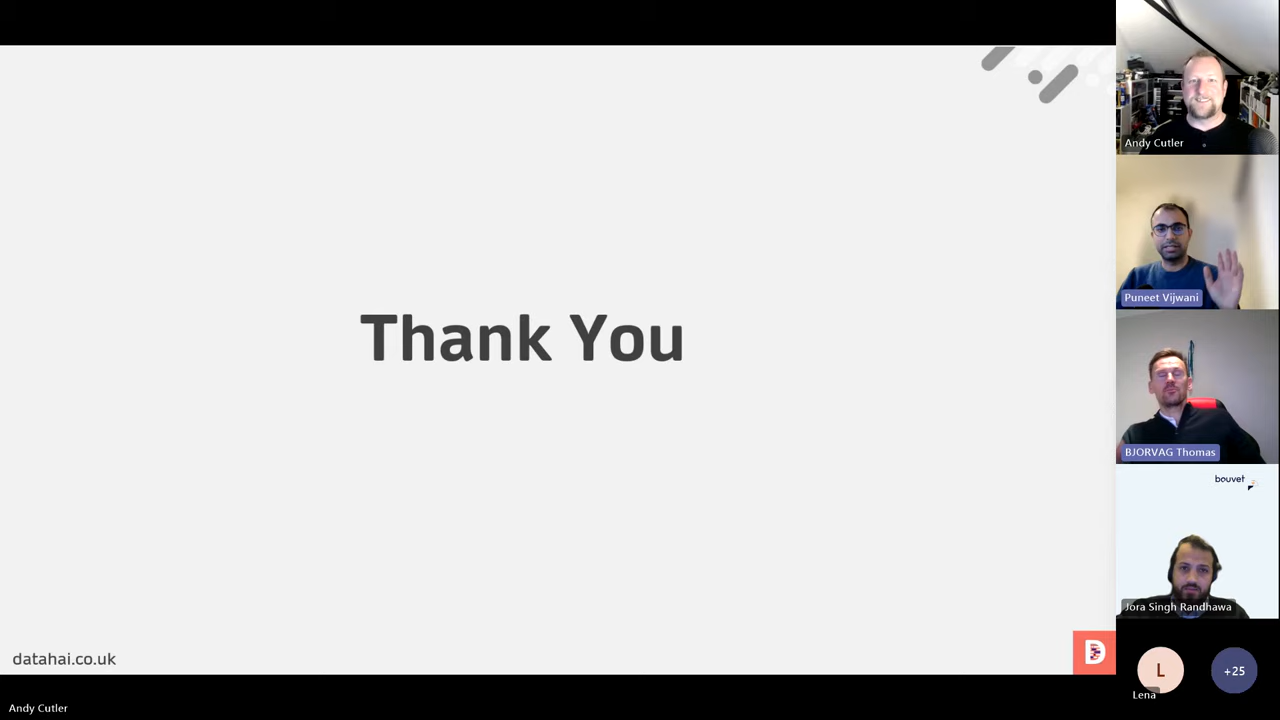 Thank You
datahai.co.uk
D
Andy Cutler
Andy Cutler
Puneet Vijwani
BJORVAG Thomas
bouvet
Jora Singh Randhawa
L
Lena
+25